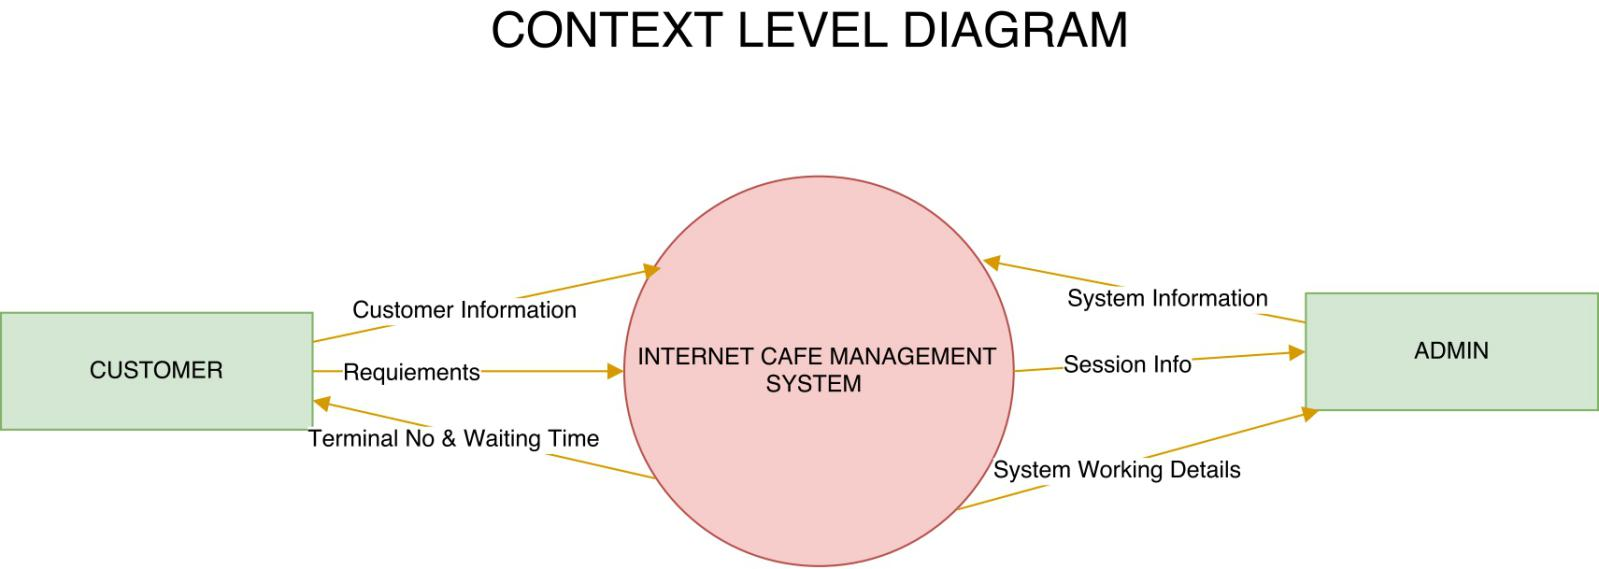 CONTEXT LEVEL DIAGRAM
Customer Information
CUSTOMER
Requiements
Terminal No & Waiting Time
INTERNET CAFE MANAGEMENT
SYSTEM
System Information
Session Info
ADMIN
System Working Details